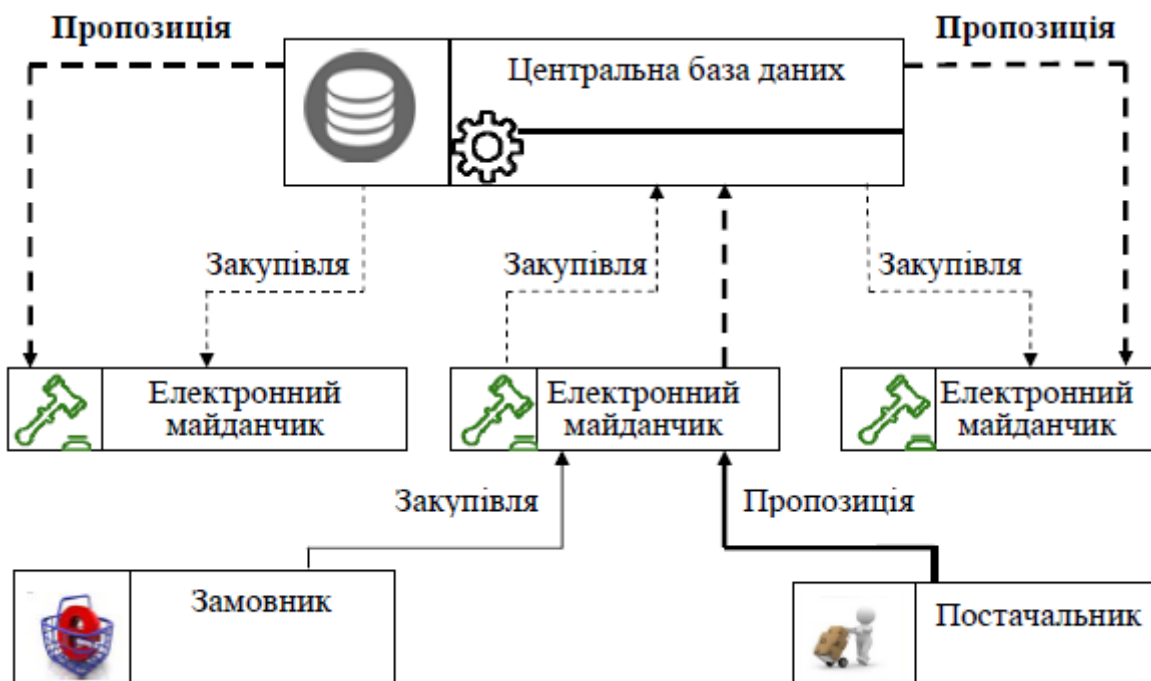 Пропозиція
Пропозиція
Центральна база даних
Закупівля
Закупівля
Закупівля
Електронний
майданчик
Електронний
майданчик
Електронний
майданчик
Закупівля
Пропозиція
Замовник
Постачальник